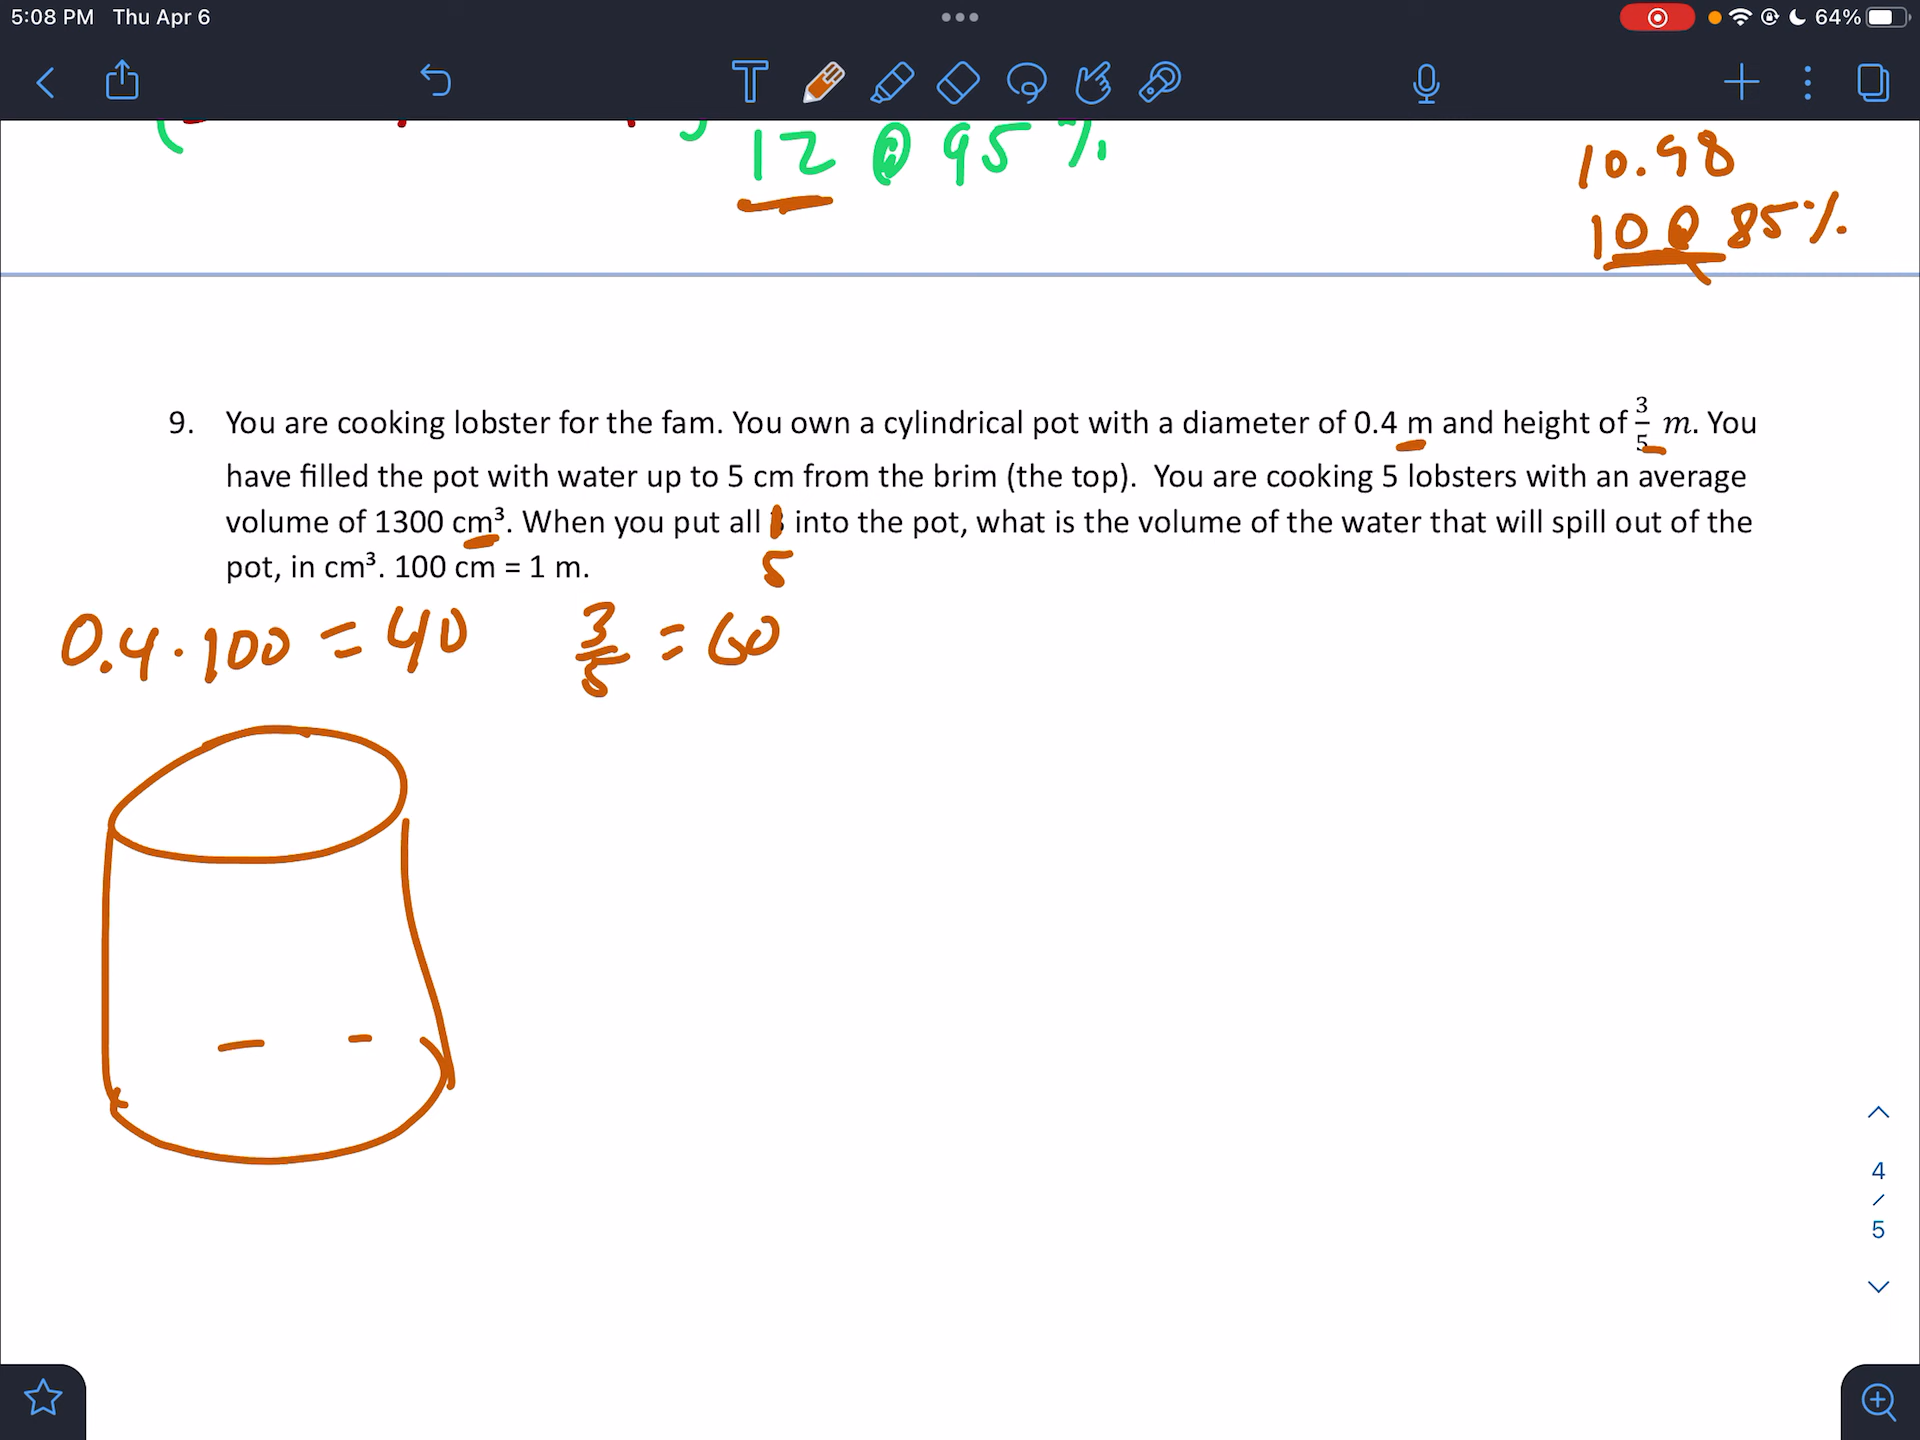 5:08 PM Thu Apr 6
64%
12 @ 95%
10.98
10 @ 85%
9. You are cooking lobster for the fam. You own a cylindrical pot with a diameter of 0.4 m and height of 3/5 m. You
have filled the pot with water up to 5 cm from the brim (the top). You are cooking 5 lobsters with an average
volume of 1300 cm³. When you put all into the pot, what is the volume of the water that will spill out of the
5
pot, in cm³. 100 cm = 1 m.
0.4 · 100 = 40 3/5 = 60
4
/
5